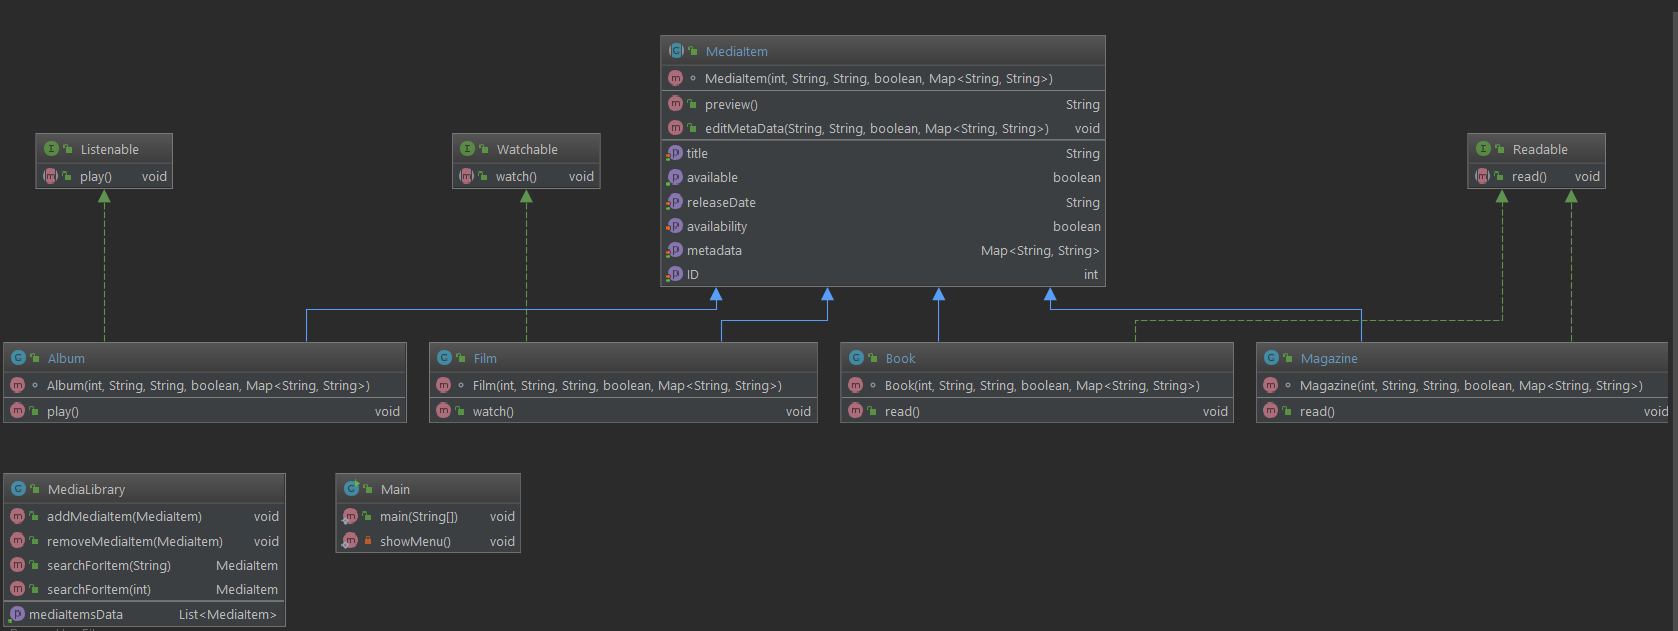 MediaItem
MediaItem(int, String, String, boolean, Map<String, String>)
preview() String
editMetaData(String, String, boolean, Map<String, String>) void
title String
available boolean
releaseDate String
availability boolean
metadata Map<String, String>
ID int
Listenable
play() void
Watchable
watch() void
Readable
read() void
Album
Album(int, String, String, boolean, Map<String, String>)
play() void
Film
Film(int, String, String, boolean, Map<String, String>)
watch() void
Book
Book(int, String, String, boolean, Map<String, String>)
read() void
Magazine
Magazine(int, String, String, boolean, Map<String, String>)
read() void
MediaLibrary
addMediaItem(MediaItem) void
removeMediaItem(MediaItem) void
searchForItem(String) MediaItem
searchForItem(int) MediaItem
mediaItemsData List<MediaItem>
Main
main(String[]) void
showMenu() void